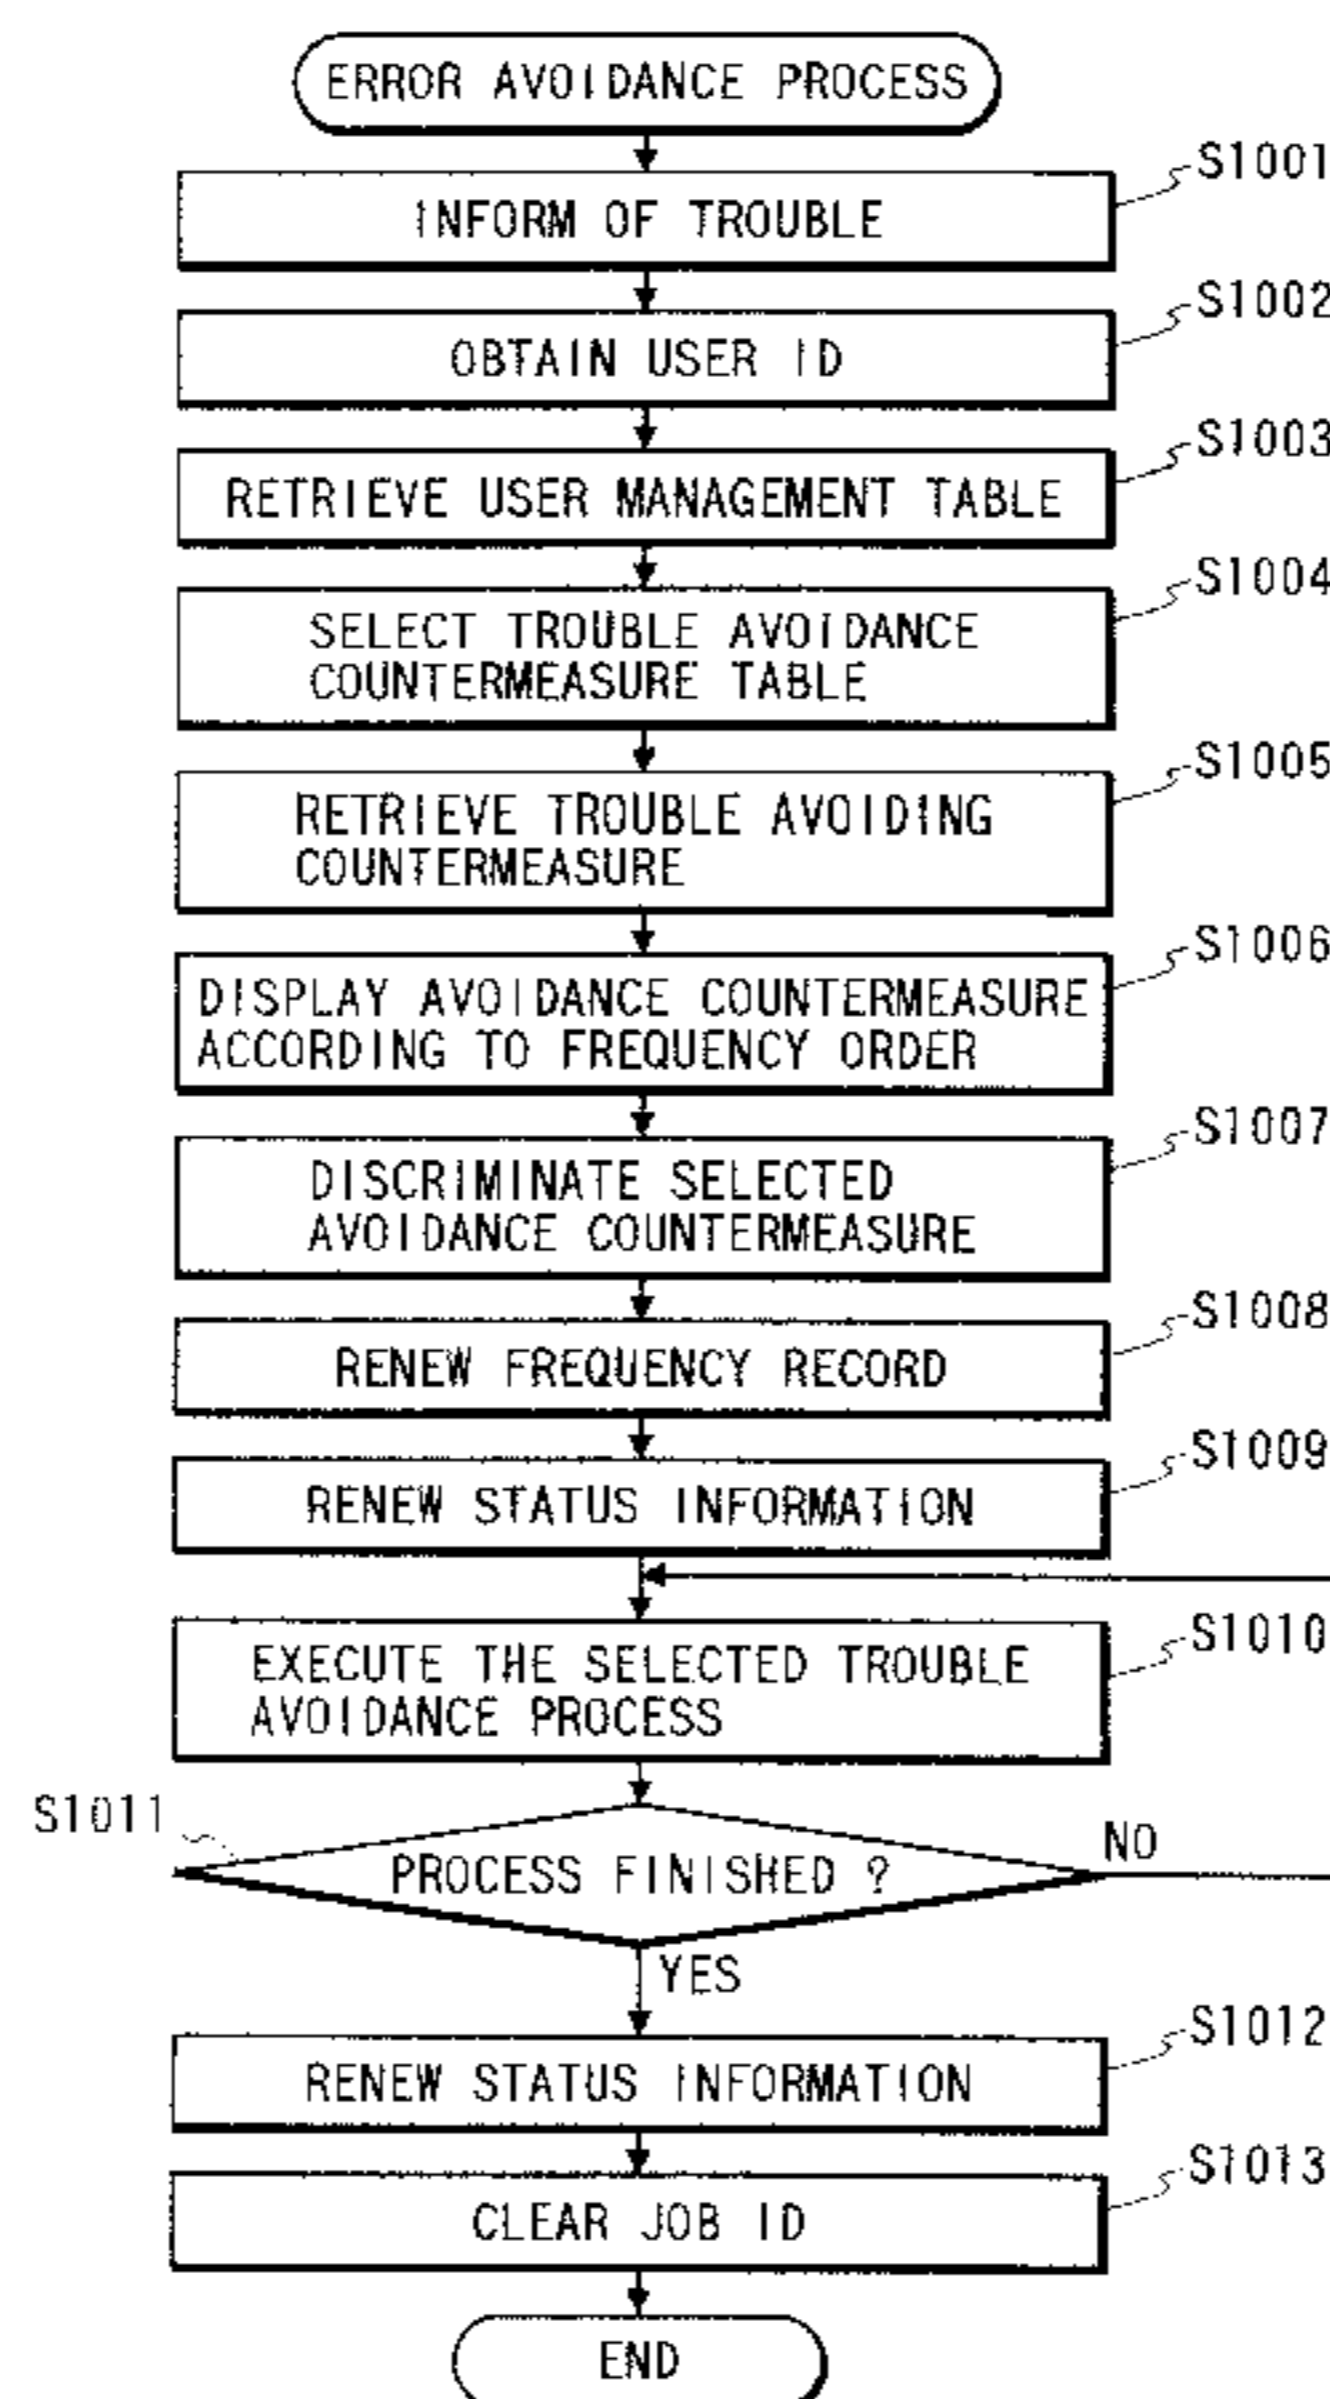 ERROR AVOIDANCE PROCESS
S1001
INFORM OF TROUBLE
S1002
OBTAIN USER ID
S1003
RETRIEVE USER MANAGEMENT TABLE
S1004
SELECT TROUBLE AVOIDANCE
COUNTERMEASURE TABLE
S1005
RETRIEVE TROUBLE AVOIDING
COUNTERMEASURE
S1006
DISPLAY AVOIDANCE COUNTERMEASURE
ACCORDING TO FREQUENCY ORDER
S1007
DISCRIMINATE SELECTED
AVOIDANCE COUNTERMEASURE
S1008
RENEW FREQUENCY RECORD
S1009
RENEW STATUS INFORMATION
S1010
EXECUTE THE SELECTED TROUBLE
AVOIDANCE PROCESS
S1011
PROCESS FINISHED ?
NO
YES
S1012
RENEW STATUS INFORMATION
S1013
CLEAR JOB ID
END